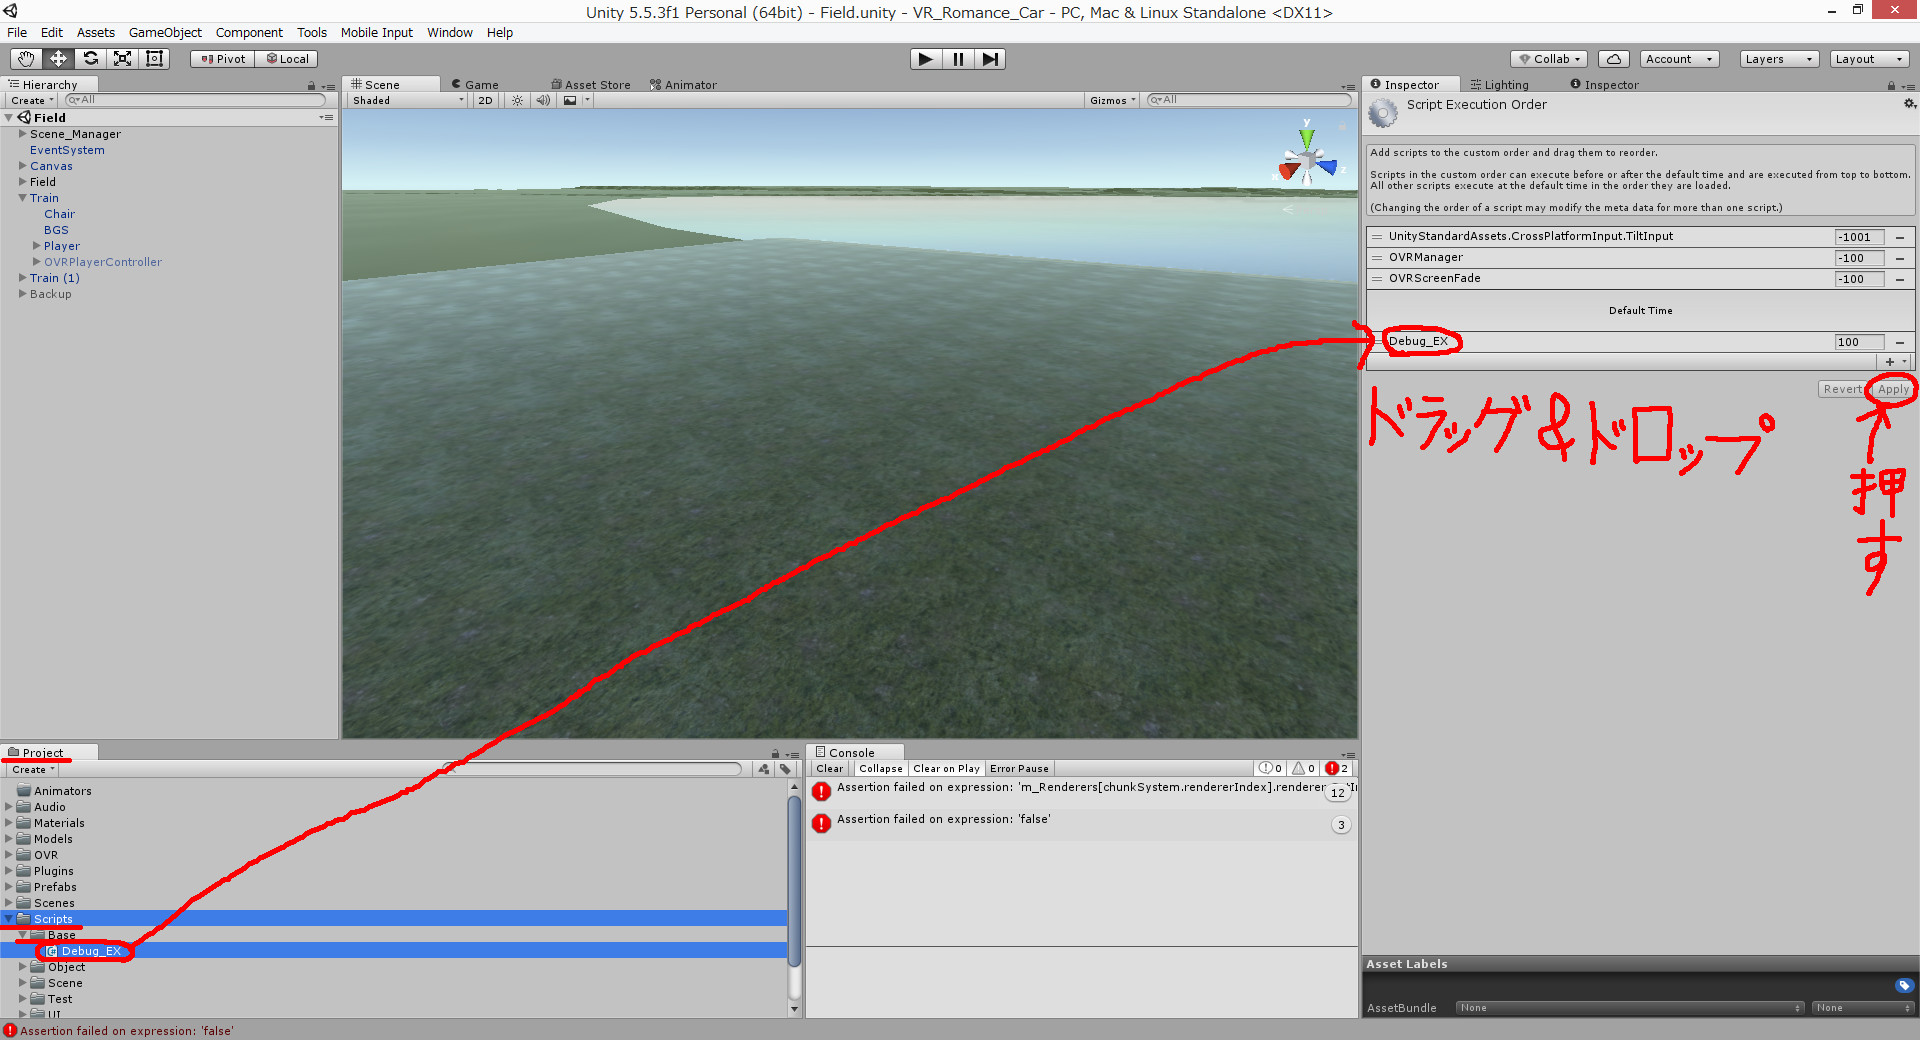 Unity 5.5.3f1 Personal (64bit) - Field.unity - VR_Romance_Car - PC, Mac & Linux Standalone <DX11>
File Edit Assets GameObject Component Tools Mobile Input Window Help
Pivot Local Collab Account Layers Layout
Hierarchy
Create All
Field
Scene_Manager
EventSystem
Canvas
Field
Train
Chair
BGS
Player
OVRPlayerController
Train (1)
Backup
Scene Game Asset Store Animator
Shaded 2D Gizmos All
y
x
z
Inspector Lighting Inspector
Script Execution Order
Add scripts to the custom order and drag them to reorder.
Scripts in the custom order can execute before or after the default time and are executed from top to bottom.
All other scripts execute at the default time in the order they are loaded.
(Changing the order of a script may modify the meta data for more than one script.)
UnityStandardAssets.CrossPlatformInput.TiltInput -1001
OVRManager -100
OVRScreenFade -100
Default Time
Debug_EX 100
Revert Apply
ドラッグ&ドロップ
押す
Project
Create
Animators
Audio
Materials
Models
OVR
Plugins
Prefabs
Scenes
Scripts
Base
Debug_EX
Object
Scene
Test
UI
Console
Clear Collapse Clear on Play Error Pause 0 0 2
Assertion failed on expression: 'm_Renderers[chunkSystem.rendererIndex].renderer 12
Assertion failed on expression: 'false' 3
Asset Labels
AssetBundle None None
Assertion failed on expression: 'false'